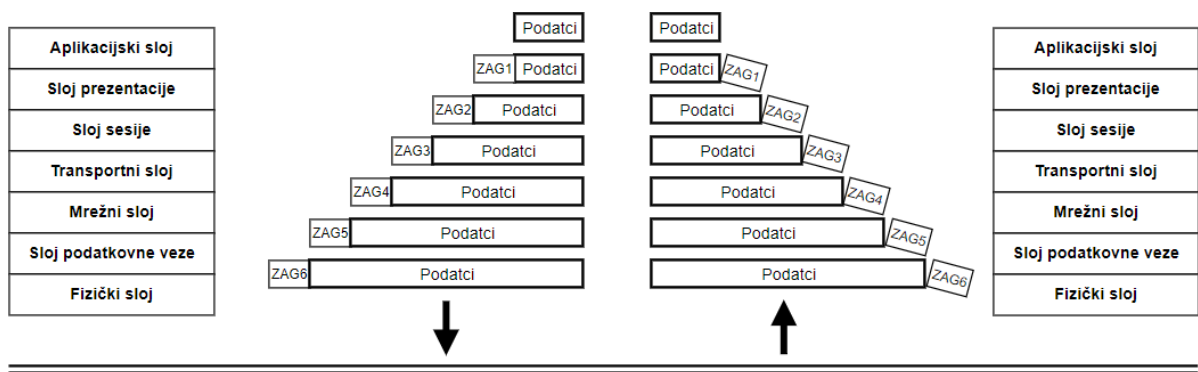 Podatci Podatci
Aplikacijski sloj Aplikacijski sloj
ZAG1 Podatci Podatci ZAG1
Sloj prezentacije Sloj prezentacije
ZAG2 Podatci Podatci ZAG2
Sloj sesije Sloj sesije
ZAG3 Podatci Podatci ZAG3
Transportni sloj Transportni sloj
ZAG4 Podatci Podatci ZAG4
Mrežni sloj Mrežni sloj
ZAG5 Podatci Podatci ZAG5
Sloj podatkovne veze Sloj podatkovne veze
ZAG6 Podatci Podatci ZAG6
Fizički sloj Fizički sloj